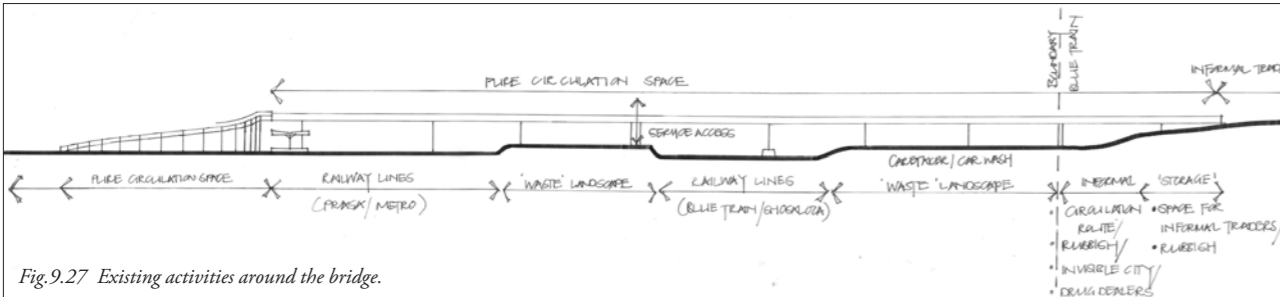 BOUNDARY
BLUE TRAIN
PURE CIRCULATION SPACE
INFORMAL TRAD
SERVICE ACCESS
CARETAKER / CAR WASH
PURE CIRCULATION SPACE
RAILWAY LINES
(PRASA / METRO)
'WASTE' LANDSCAPE
RAILWAY LINES
(BLUE TRAIN / SHOSALOZA)
'WASTE' LANDSCAPE
INFORMAL
• CIRCULATION
ROUTE /
• RUBBISH /
• INVISIBLE CITY /
• DRUG DEALERS
'STORAGE'
• SPACE FOR
INFORMAL TRADERS /
• RUBBISH
Fig.9.27 Existing activities around the bridge.